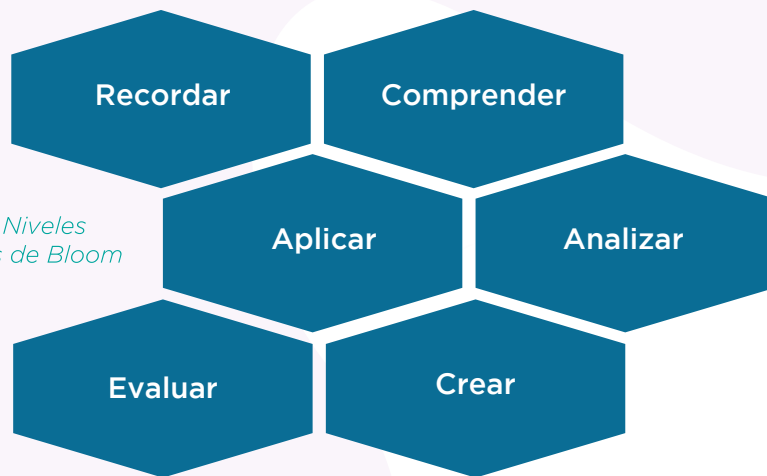 Recordar
Comprender
Niveles
de Bloom
Aplicar
Analizar
Evaluar
Crear